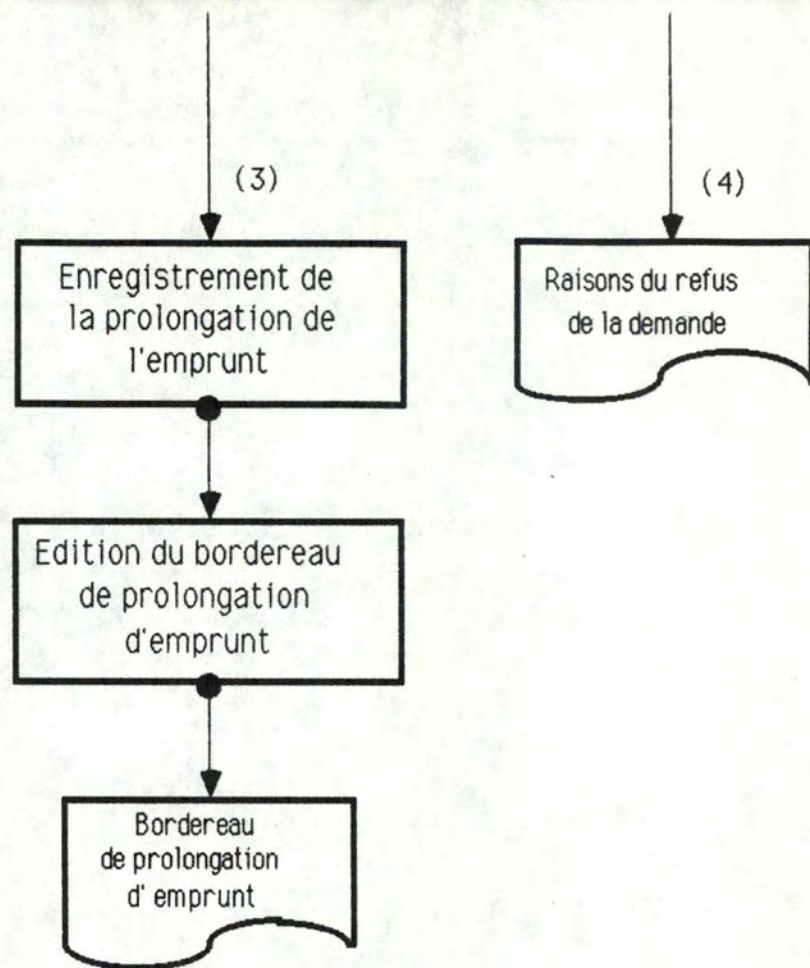 (3)
Enregistrement de
la prolongation de
l'emprunt
Edition du bordereau
de prolongation
d'emprunt
Bordereau
de prolongation
d' emprunt
(4)
Raisons du refus
de la demande